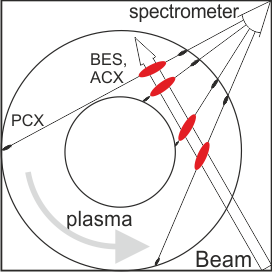 spectrometer
BES,
ACX
PCX
plasma
Beam